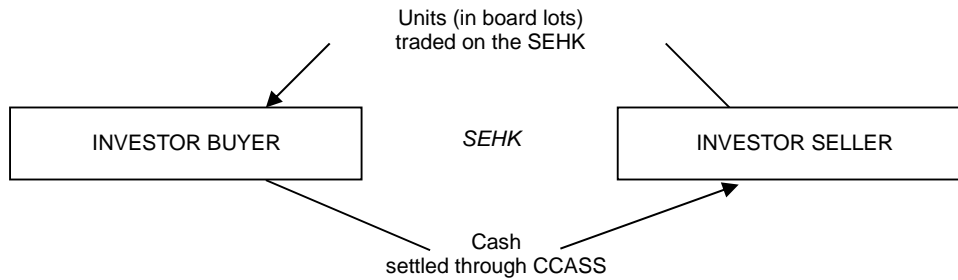 Units (in board lots)
traded on the SEHK
INVESTOR BUYER
SEHK
INVESTOR SELLER
Cash
settled through CCASS